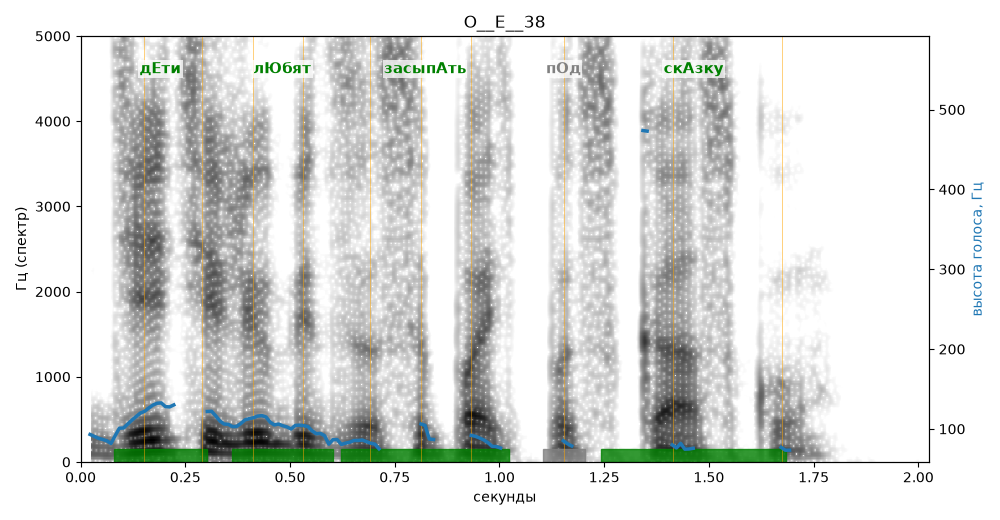 O__E__38
дЕти лЮбят засыпАть пОд скАзку
5000
4000
3000
2000
1000
0
Гц (спектр)
500
400
300
200
100
высота голоса, Гц
0.00 0.25 0.50 0.75 1.00 1.25 1.50 1.75 2.00
секунды